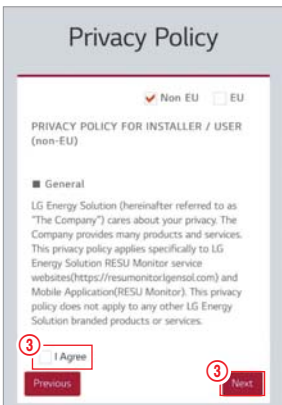 Privacy Policy
Non EU EU
PRIVACY POLICY FOR INSTALLER / USER
(non-EU)
■ General
LG Energy Solution (hereinafter referred to as
"The Company") cares about your privacy. The
Company provides many products and services.
This privacy policy applies specifically to LG
Energy Solution RESU Monitor service
websites(https://resumonitor.lgensol.com) and
Mobile Application(RESU Monitor). This privacy
policy does not apply to any other LG Energy
Solution branded products or services.
③ I Agree
Previous ③ Next